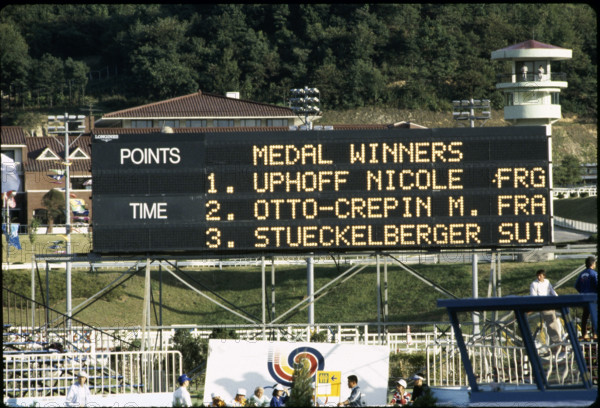 POINTS
MEDAL WINNERS
1. UPHOFF NICOLE FRG
TIME
2. OTTO-CREPIN M. FRA
3. STUECKELBERGER SUI